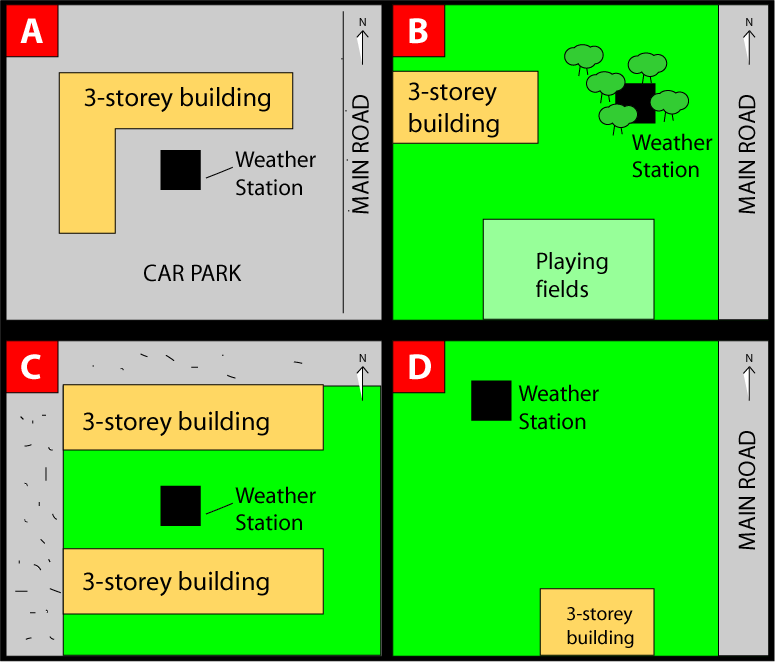 A
N
3-storey building
Weather
Station
MAIN ROAD
CAR PARK
B
N
3-storey
building
Weather
Station
MAIN ROAD
Playing
fields
C
N
3-storey building
Weather
Station
3-storey building
D
N
Weather
Station
MAIN ROAD
3-storey
building